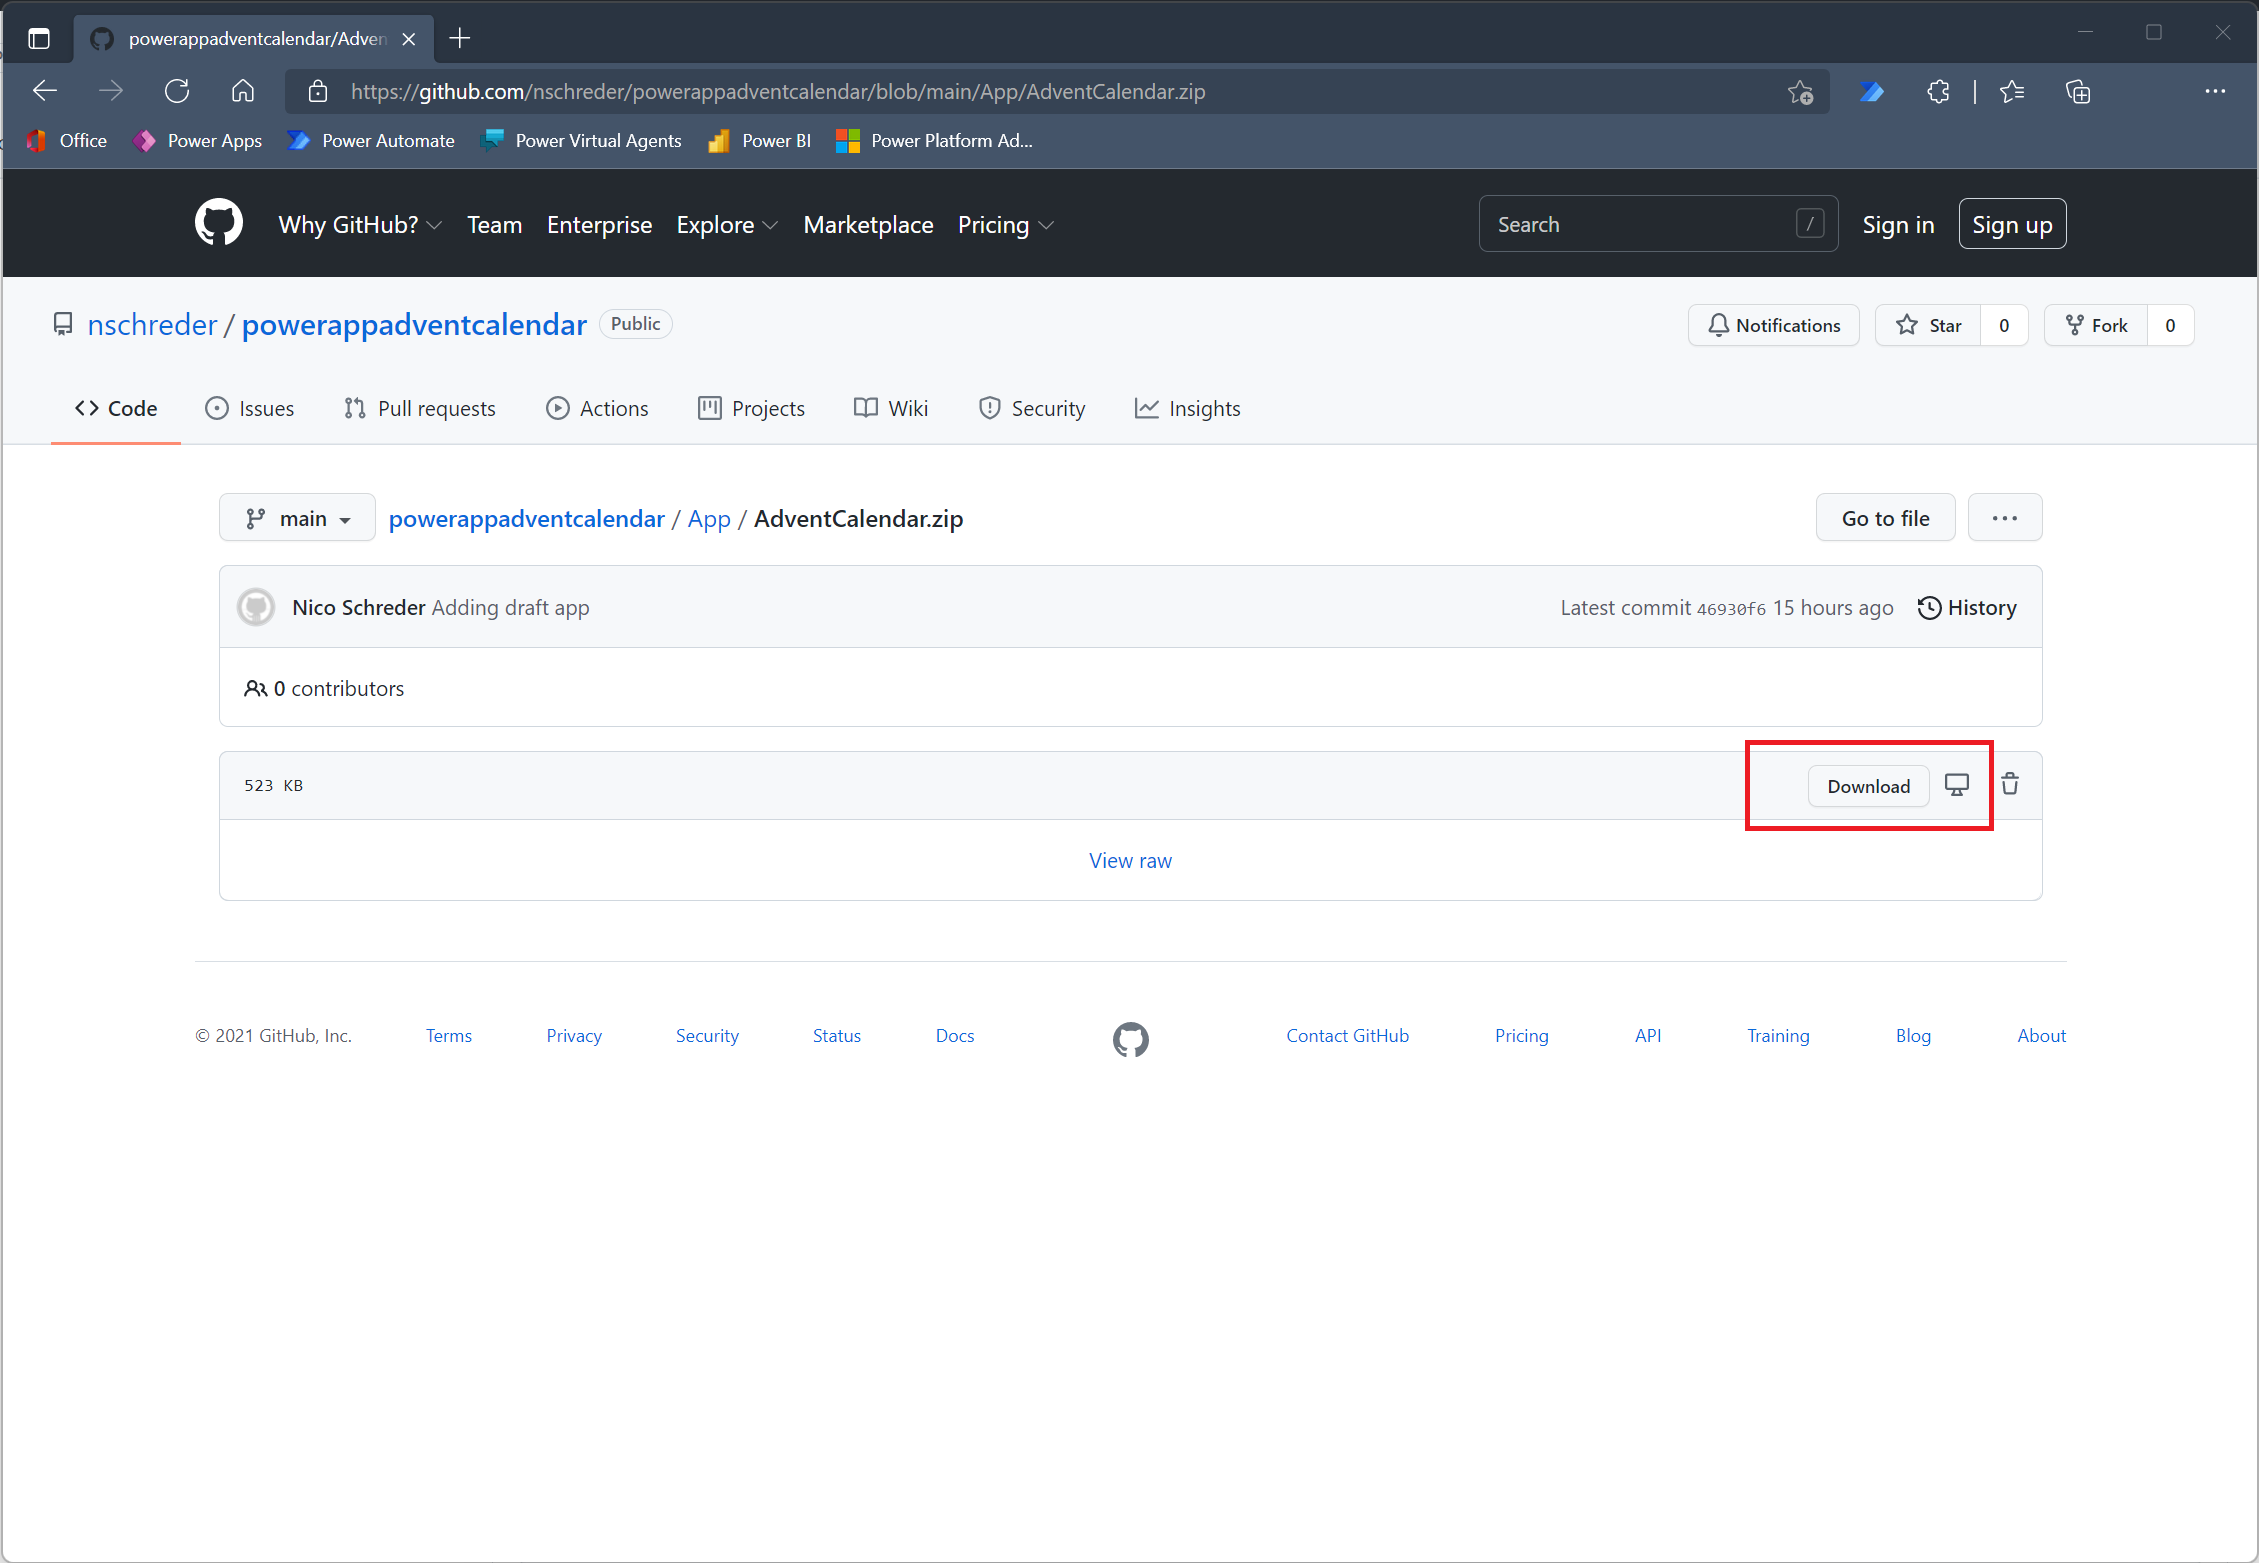 powerappadventcalendar/Adven
https://github.com/nschreder/powerappadventcalendar/blob/main/App/AdventCalendar.zip
Office Power Apps Power Automate Power Virtual Agents Power BI Power Platform Ad...
Why GitHub? Team Enterprise Explore Marketplace Pricing Search / Sign in Sign up
nschreder / powerappadventcalendar Public Notifications Star 0 Fork 0
Code Issues Pull requests Actions Projects Wiki Security Insights
main powerappadventcalendar / App / AdventCalendar.zip Go to file ...
Nico Schreder Adding draft app Latest commit 46930f6 15 hours ago History
0 contributors
523 KB Download
View raw
© 2021 GitHub, Inc. Terms Privacy Security Status Docs Contact GitHub Pricing API Training Blog About